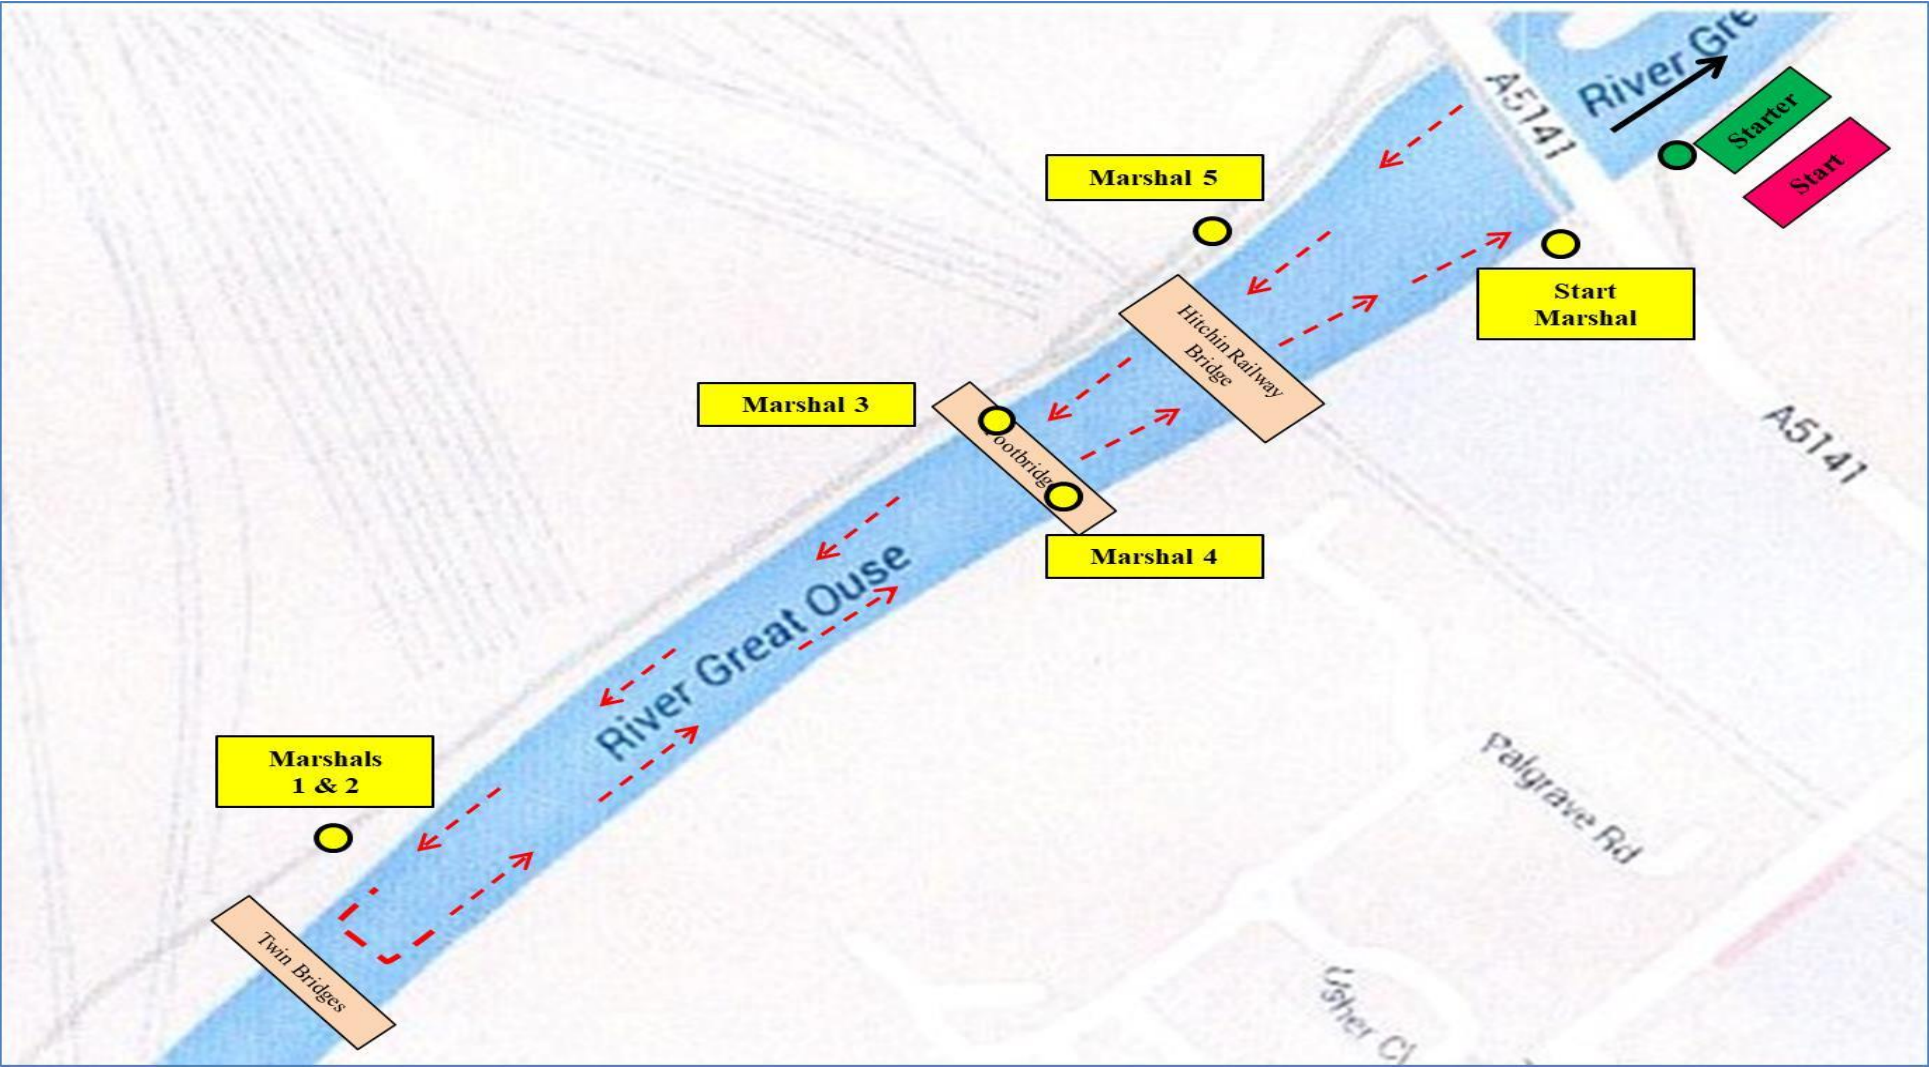 River Gre
A5141
Starter
Start
Marshal 5
Start
Marshal
Hitchin Railway
Bridge
Marshal 3
ootbridg
A5141
Marshal 4
River Great Ouse
Marshals
1 & 2
Palgrave Rd
Twin Bridges
Usher Cl